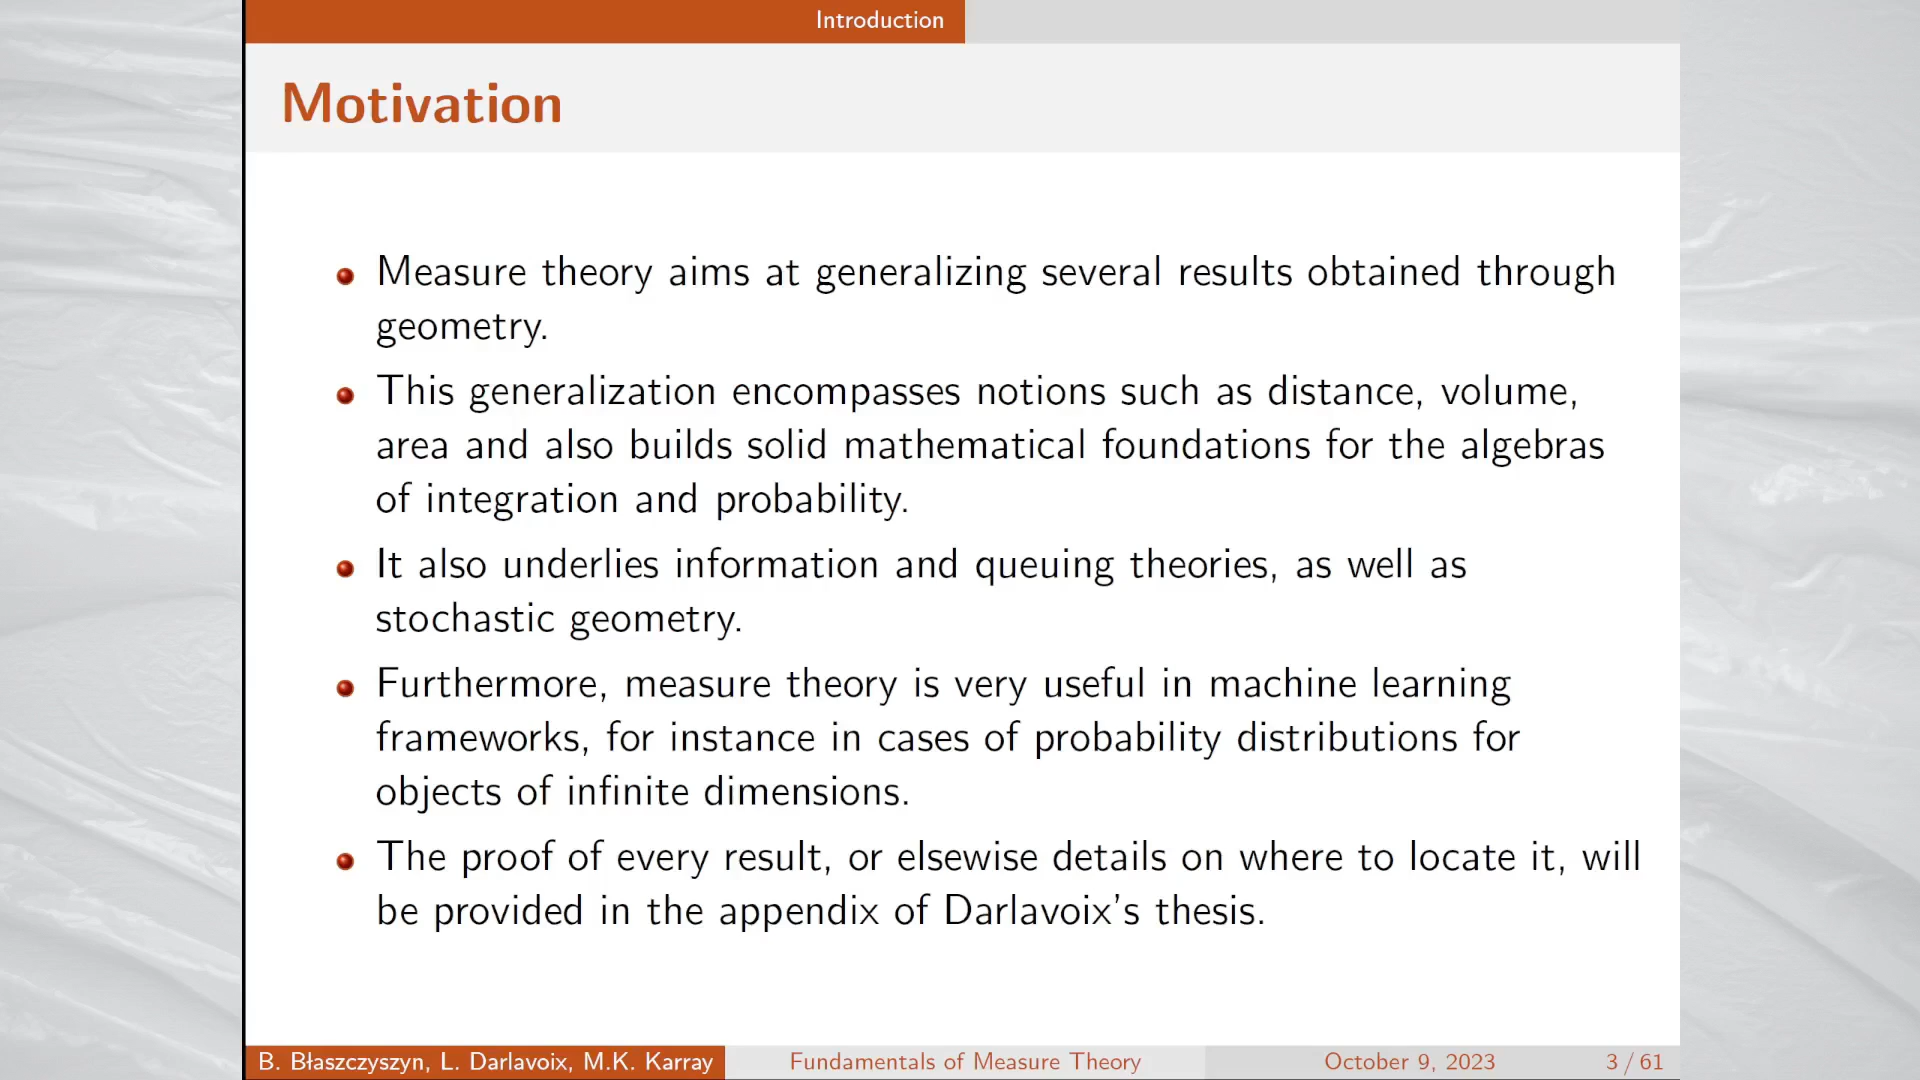 Introduction
Motivation
Measure theory aims at generalizing several results obtained through
geometry.
This generalization encompasses notions such as distance, volume,
area and also builds solid mathematical foundations for the algebras
of integration and probability.
It also underlies information and queuing theories, as well as
stochastic geometry.
Furthermore, measure theory is very useful in machine learning
frameworks, for instance in cases of probability distributions for
objects of infinite dimensions.
The proof of every result, or elsewise details on where to locate it, will
be provided in the appendix of Darlavoix's thesis.
B. Błaszczyszyn, L. Darlavoix, M.K. Karray
Fundamentals of Measure Theory
October 9, 2023
3 / 61